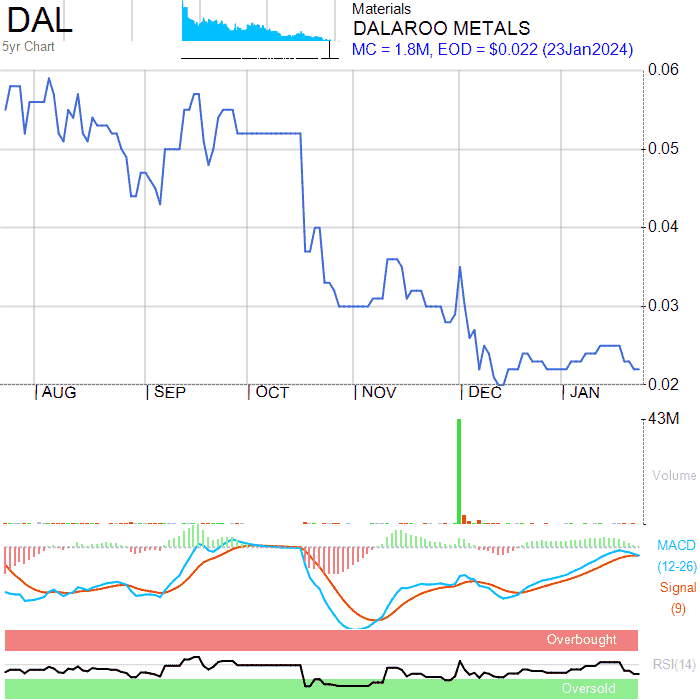 DAL
5yr Chart
Materials
DALAROO METALS
MC = 1.8M, EOD = $0.022 (23Jan2024)
0.06
0.05
0.04
0.03
0.02
AUG SEP OCT NOV DEC JAN
43M
Volume
MACD
(12-26)
Signal
(9)
Overbought
RSI(14)
Oversold